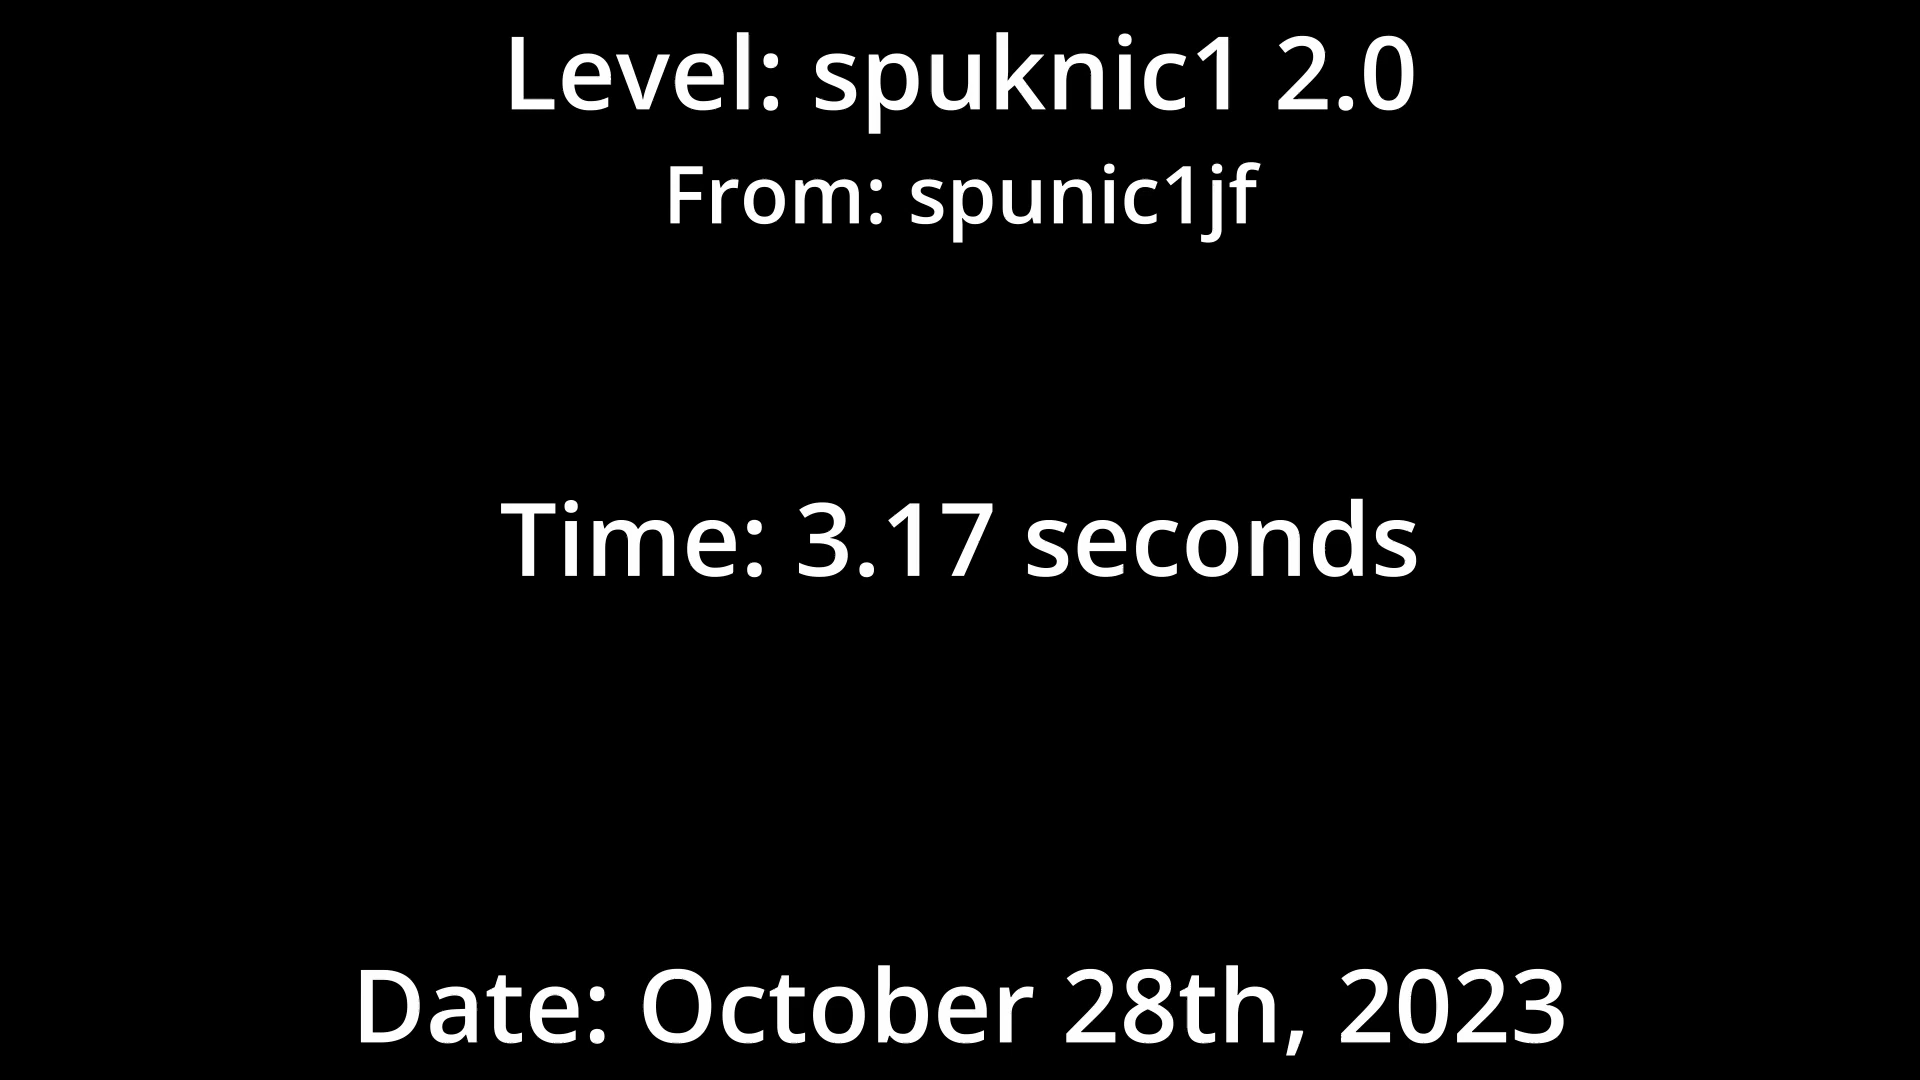 Level: spuknic1 2.0
From: spunic1jf
Time: 3.17 seconds
Date: October 28th, 2023